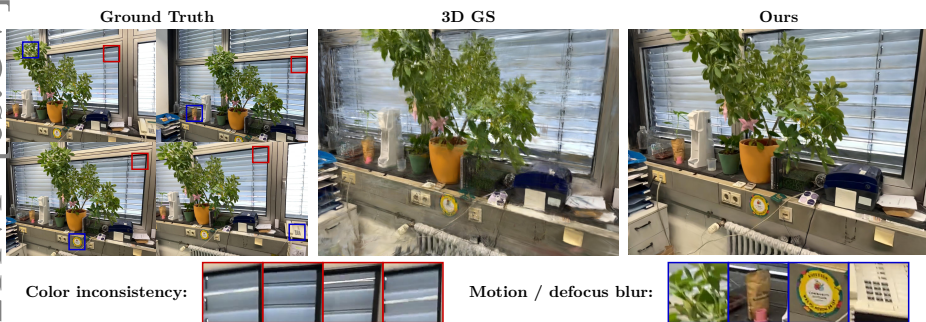 Ground Truth
3D GS
Ours
Color inconsistency:
Motion / defocus blur: